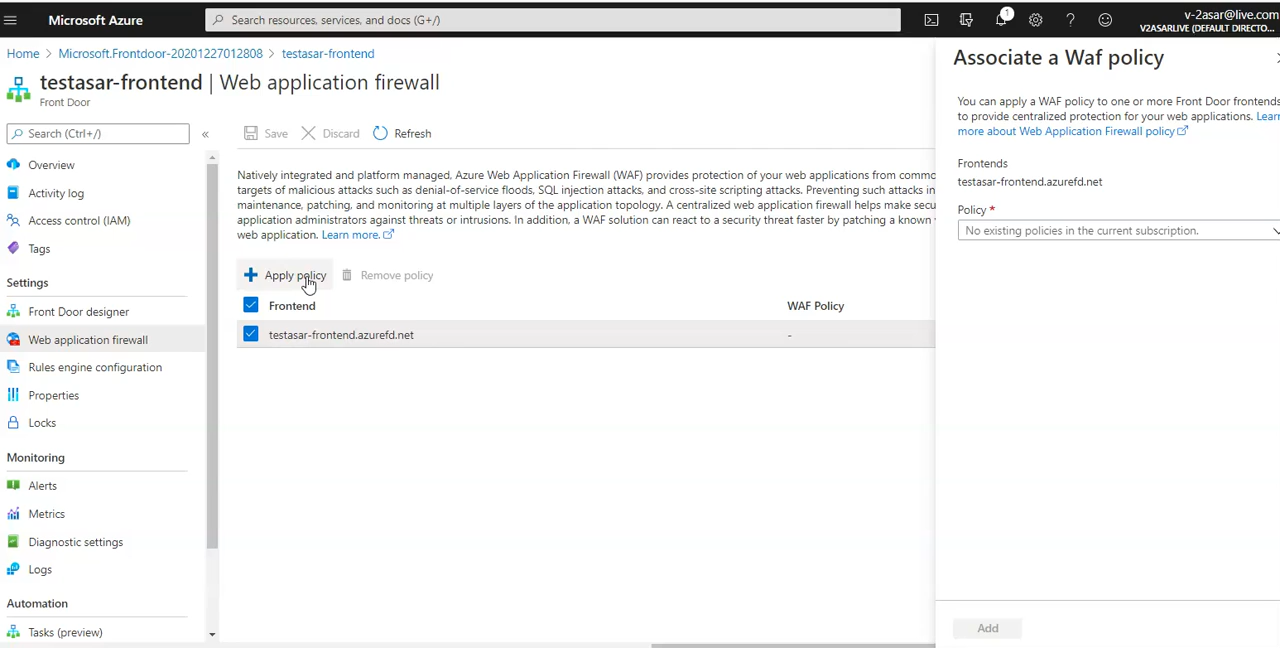 Microsoft Azure
Search resources, services, and docs (G+/)
1
v-2asar@live.com
V2ASARLIVE (DEFAULT DIRECTO...
Home > Microsoft.Frontdoor-20201227012808 > testasar-frontend
testasar-frontend | Web application firewall
Front Door
Search (Ctrl+/)
«
Overview
Activity log
Access control (IAM)
Tags
Settings
Front Door designer
Web application firewall
Rules engine configuration
Properties
Locks
Monitoring
Alerts
Metrics
Diagnostic settings
Logs
Automation
Tasks (preview)
Save Discard Refresh
Natively integrated and platform managed, Azure Web Application Firewall (WAF) provides protection of your web applications from commo
targets of malicious attacks such as denial-of-service floods, SQL injection attacks, and cross-site scripting attacks. Preventing such attacks in
maintenance, patching, and monitoring at multiple layers of the application topology. A centralized web application firewall helps make secu
application administrators against threats or intrusions. In addition, a WAF solution can react to a security threat faster by patching a known
web application. Learn more.
Apply policy Remove policy
Frontend WAF Policy
testasar-frontend.azurefd.net -
Associate a Waf policy
You can apply a WAF policy to one or more Front Door frontends
to provide centralized protection for your web applications. Lear
more about Web Application Firewall policy
Frontends
testasar-frontend.azurefd.net
Policy *
No existing policies in the current subscription.
Add